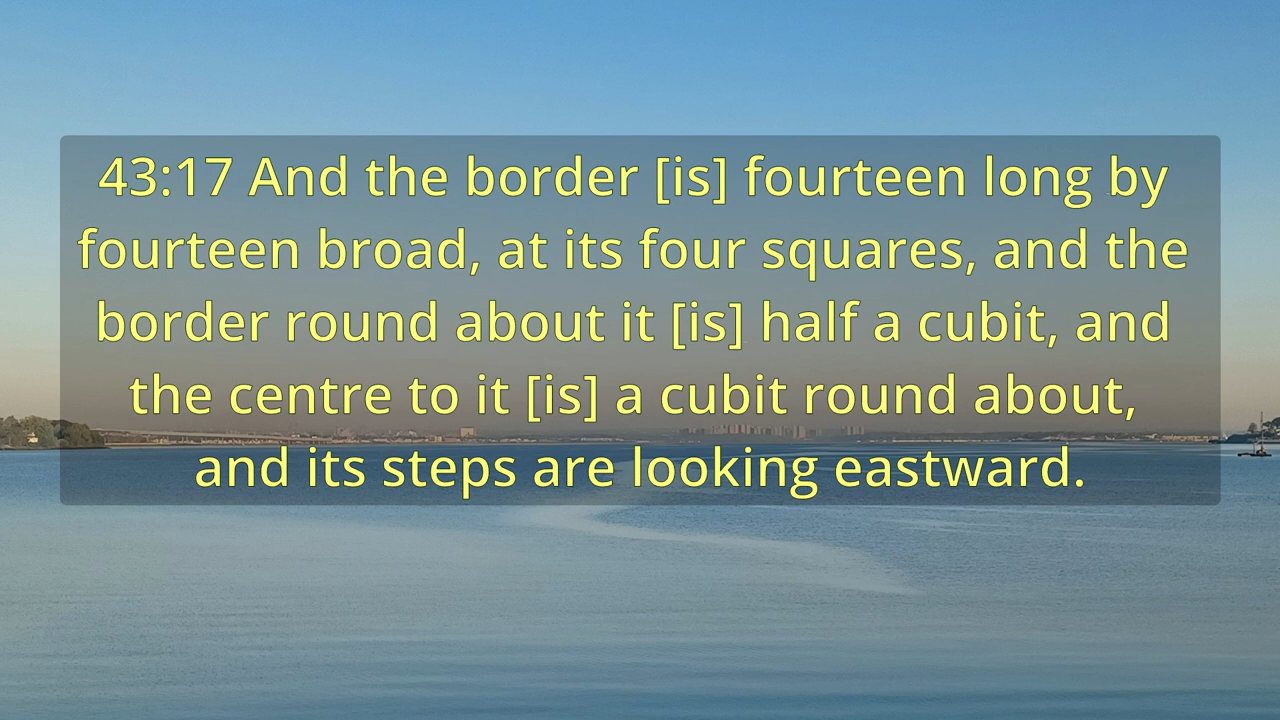 43:17 And the border [is] fourteen long by
fourteen broad, at its four squares, and the
border round about it [is] half a cubit, and
the centre to it [is] a cubit round about,
and its steps are looking eastward.